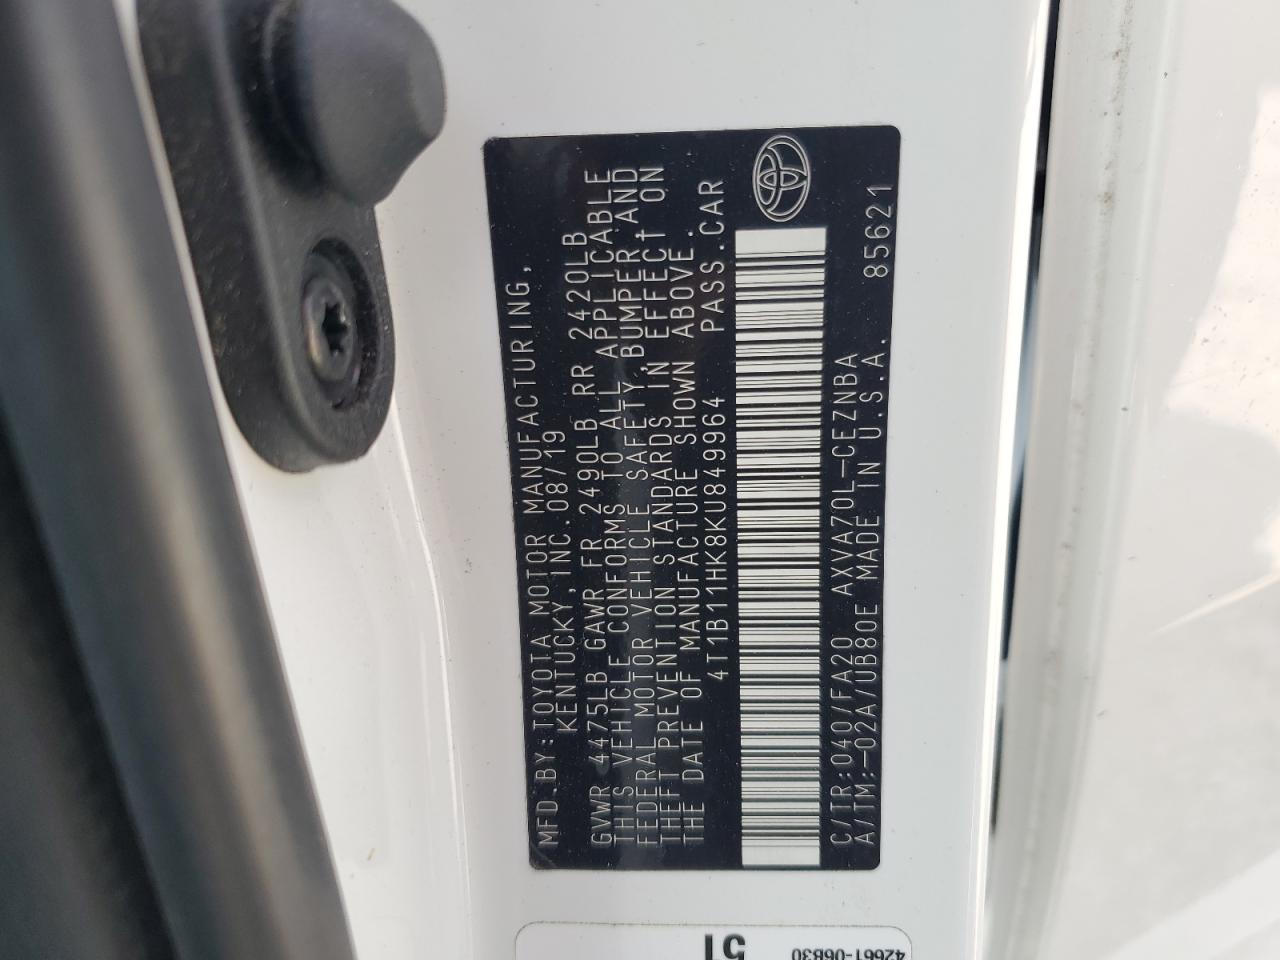 MFD.BY:TOYOTA MOTOR MANUFACTURING,
KENTUCKY,INC.08/19
GVWR 4475LB GAWR FR 2490LB RR 2420LB
THIS VEHICLE CONFORMS TO ALL APPLICABLE
FEDERAL MOTOR VEHICLE SAFETY,BUMPER,AND
THEFT PREVENTION STANDARDS IN EFFECT ON
THE DATE OF MANUFACTURE SHOWN ABOVE.
4T1B11HK8KU849964 PASS.CAR
C/TR:040/FA20 AXVA70L-CEZNBA
A/TM:-02A/UB80E MADE IN U.S.A. 85621
51
42661-06B30